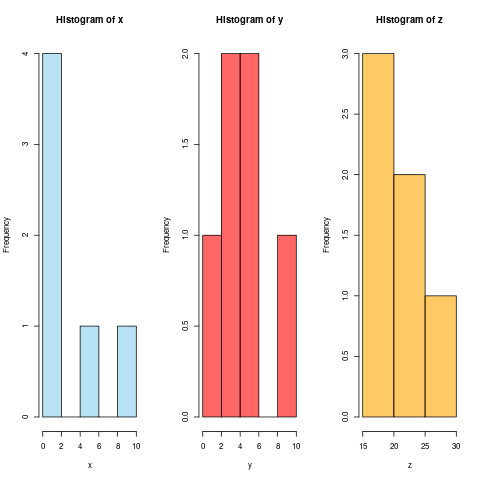 Histogram of x
Histogram of y
Histogram of z
Frequency
0
1
2
3
4
0 2 4 6 8 10
x
Frequency
0.0
0.5
1.0
1.5
2.0
0 2 4 6 8 10
y
Frequency
0.0
0.5
1.0
1.5
2.0
2.5
3.0
15 20 25 30
z